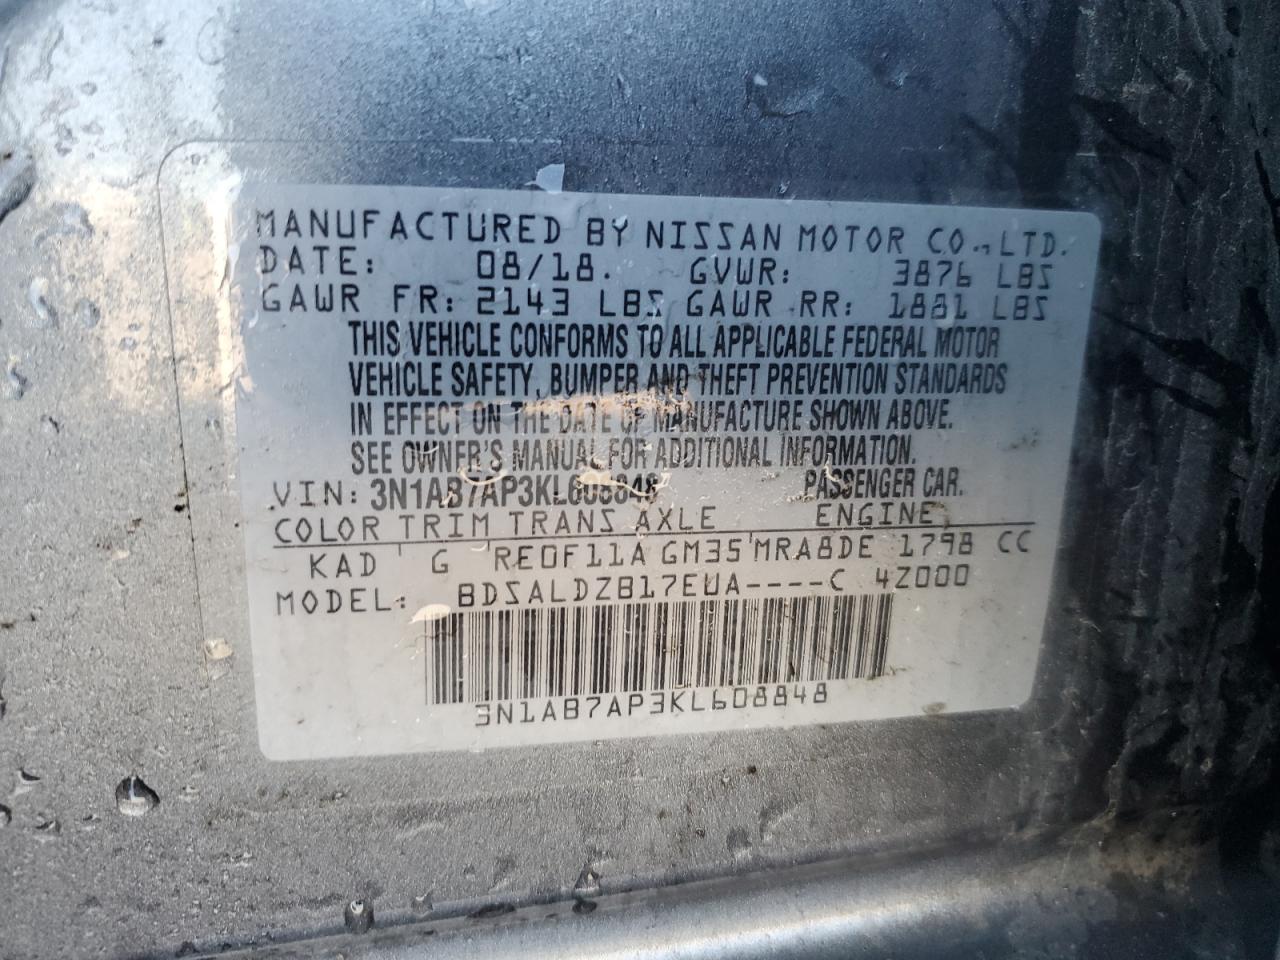 MANUFACTURED BY NISSAN MOTOR CO., LTD.
DATE: 08/18. GVWR: 3876 LBS
GAWR FR: 2143 LBS GAWR RR: 1881 LBS
THIS VEHICLE CONFORMS TO ALL APPLICABLE FEDERAL MOTOR
VEHICLE SAFETY, BUMPER AND THEFT PREVENTION STANDARDS
IN EFFECT ON THE DATE OF MANUFACTURE SHOWN ABOVE.
SEE OWNER'S MANUAL FOR ADDITIONAL INFORMATION.
VIN: 3N1AB7AP3KL608848 PASSENGER CAR.
COLOR TRIM TRANS AXLE ENGINE
KAD G RE0F11A GM35 MRA8DE 1798 CC
MODEL: BDSALDZB17EUA----C 4Z000
3N1AB7AP3KL608848